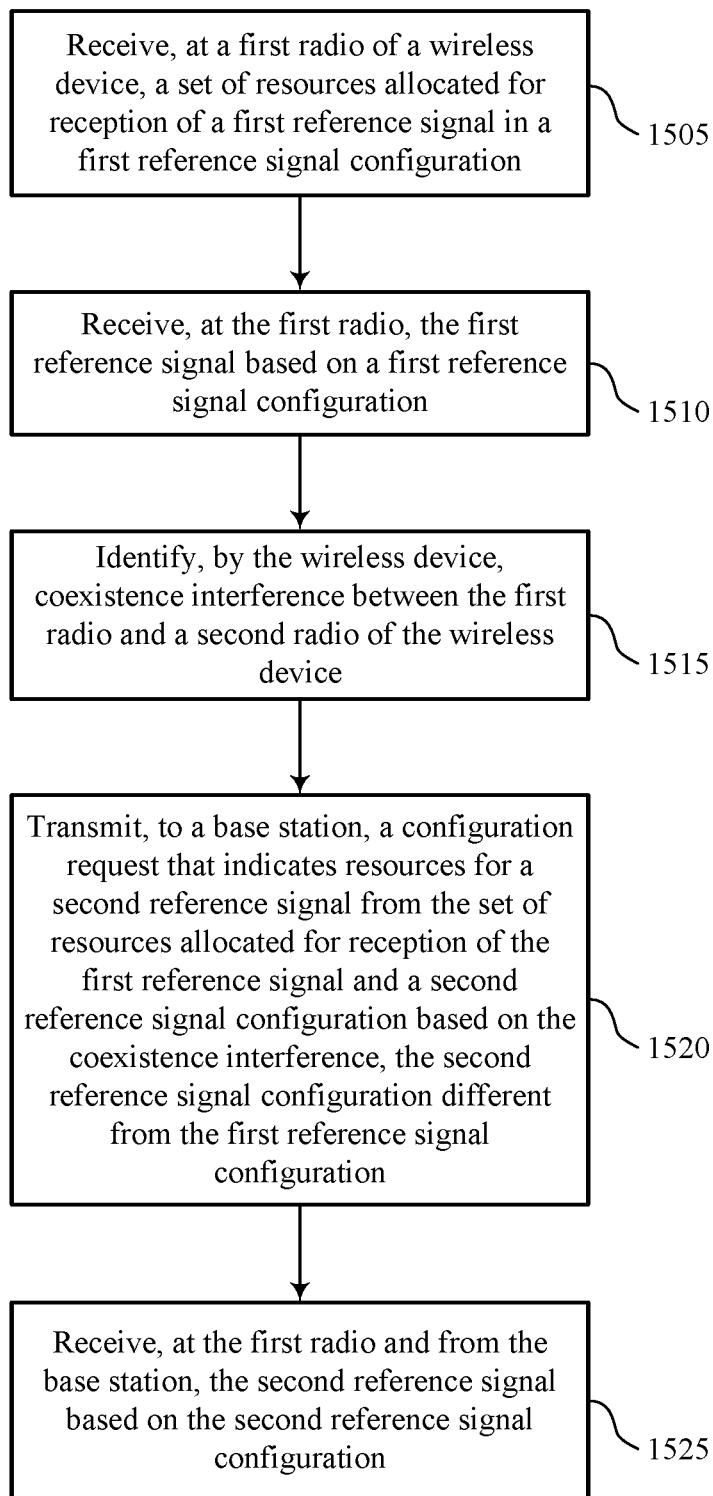 Receive, at a first radio of a wireless
device, a set of resources allocated for
reception of a first reference signal in a
first reference signal configuration
1505
Receive, at the first radio, the first
reference signal based on a first reference
signal configuration
1510
Identify, by the wireless device,
coexistence interference between the first
radio and a second radio of the wireless
device
1515
Transmit, to a base station, a configuration
request that indicates resources for a
second reference signal from the set of
resources allocated for reception of the
first reference signal and a second
reference signal configuration based on the
coexistence interference, the second
reference signal configuration different
from the first reference signal
configuration
1520
Receive, at the first radio and from the
base station, the second reference signal
based on the second reference signal
configuration
1525